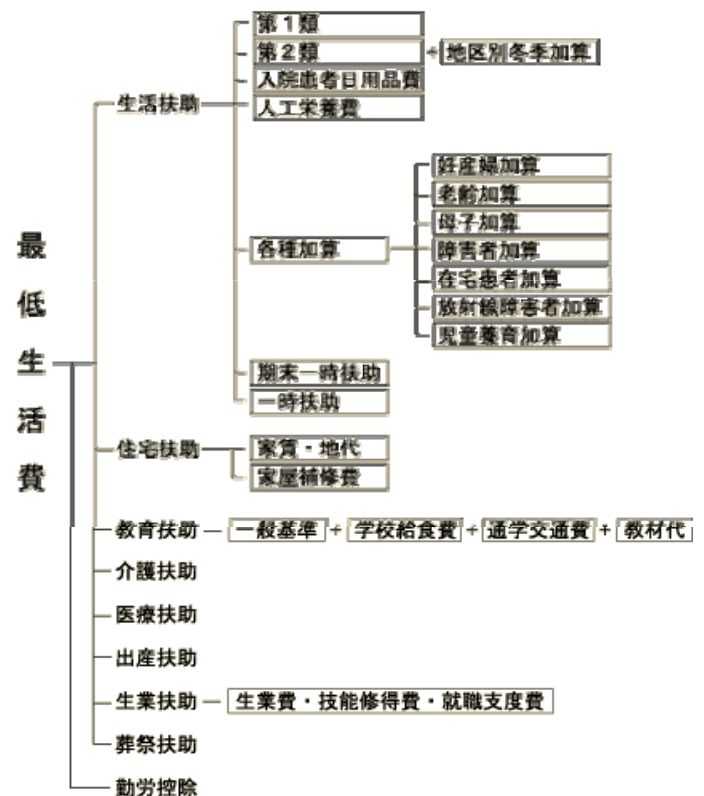 最低生活費
生活扶助
第1類
第2類 + 地区別冬季加算
入院患者日用品費
人工栄養費
各種加算
妊産婦加算
老齢加算
母子加算
障害者加算
在宅患者加算
放射線障害者加算
児童養育加算
期末一時扶助
一時扶助
住宅扶助
家賃・地代
家屋補修費
教育扶助 一般基準 + 学校給食費 + 通学交通費 + 教材代
介護扶助
医療扶助
出産扶助
生業扶助 生業費・技能修得費・就職支度費
葬祭扶助
勤労控除